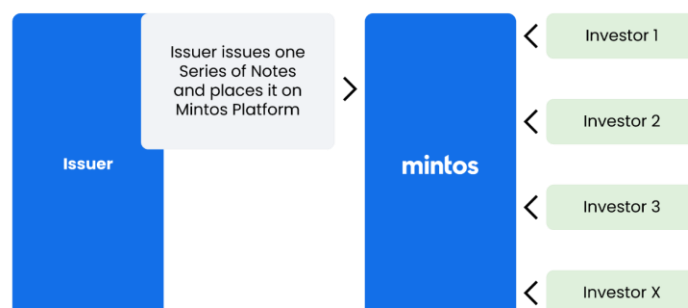 Issuer issues one
Series of Notes
and places it on
Mintos Platform
Issuer
mintos
Investor 1
Investor 2
Investor 3
Investor X